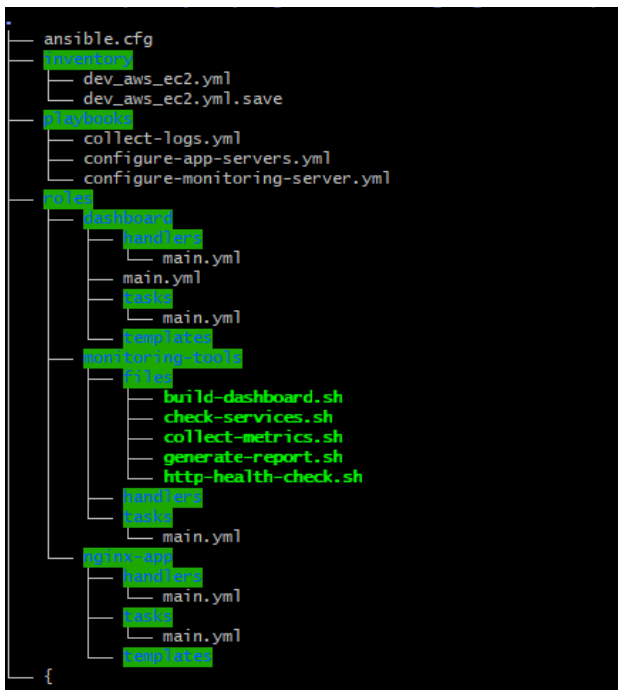 .
├── ansible.cfg
├── inventory
│   ├── dev_aws_ec2.yml
│   └── dev_aws_ec2.yml.save
├── playbooks
│   ├── collect-logs.yml
│   ├── configure-app-servers.yml
│   └── configure-monitoring-server.yml
├── roles
│   ├── dashboard
│   │   ├── handlers
│   │   │   └── main.yml
│   │   ├── main.yml
│   │   ├── tasks
│   │   │   └── main.yml
│   │   └── templates
│   ├── monitoring-tools
│   │   ├── files
│   │   │   ├── build-dashboard.sh
│   │   │   ├── check-services.sh
│   │   │   ├── collect-metrics.sh
│   │   │   ├── generate-report.sh
│   │   │   └── http-health-check.sh
│   │   ├── handlers
│   │   └── tasks
│   │       └── main.yml
│   └── nginx-app
│       ├── handlers
│       │   └── main.yml
│       ├── tasks
│       │   └── main.yml
│       └── templates
└── {